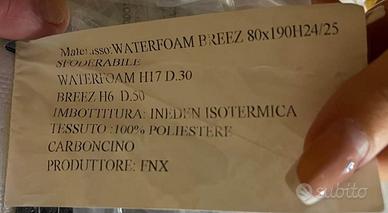 Materasso:WATERFOAM BREEZ 80x190H24/25
SFODERABILE
WATERFOAM H17 D.30
BREEZ H6 D.50
IMBOTTITURA: INEDEN ISOTERMICA
TESSUTO :100% POLIESTERE
CARBONCINO
PRODUTTORE: FNX
subito